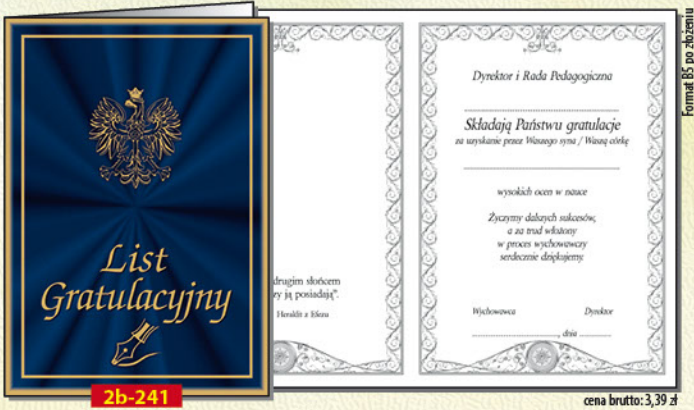 List
Gratulacyjny
2b-241
drugim słońcem
ją posiadają".
Heraklit z Efezu
Dyrektor i Rada Pedagogiczna
Składają Państwu gratulacje
za uzyskanie przez Waszego syna / Waszą córkę
wysokich ocen w nauce
Życzymy dalszych sukcesów,
a za trud włożony
w proces wychowawczy
serdecznie dziękujemy.
Wychowawca Dyrektor
, dnia
Format B5 po złożeniu
cena brutto: 3,39 zł